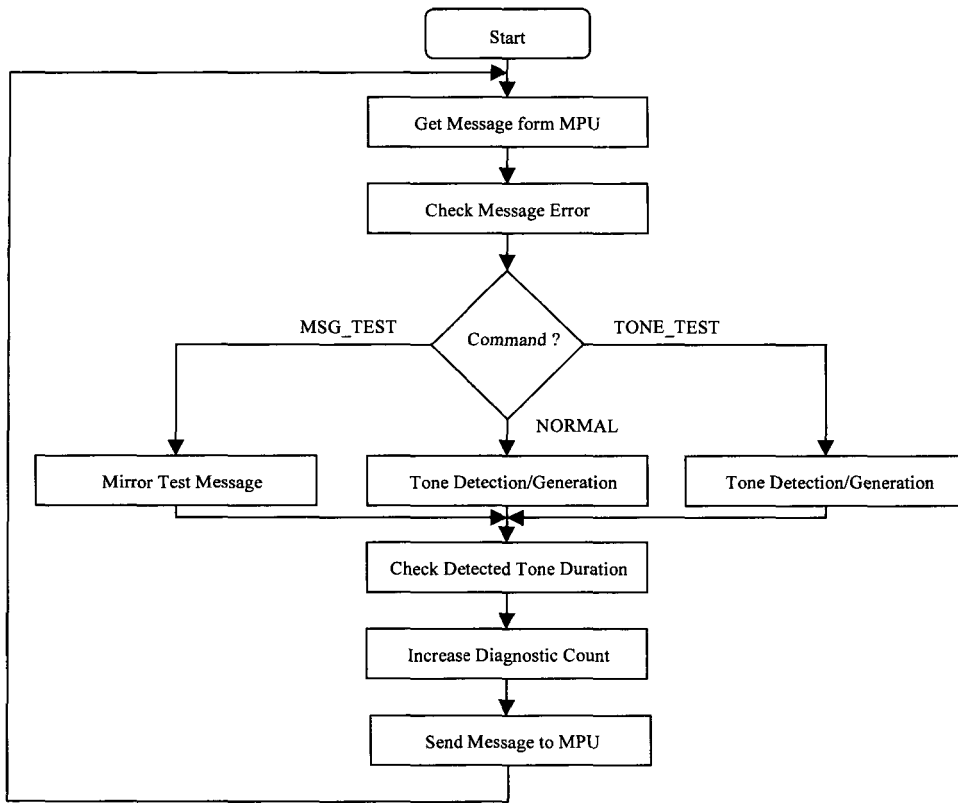 Start
Get Message form MPU
Check Message Error
Command ?
MSG_TEST
TONE_TEST
NORMAL
Mirror Test Message
Tone Detection/Generation
Tone Detection/Generation
Check Detected Tone Duration
Increase Diagnostic Count
Send Message to MPU